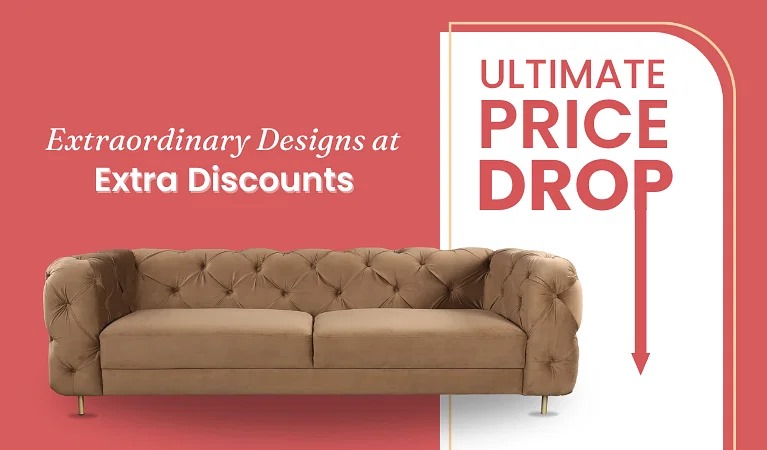 Extraordinary Designs at
Extra Discounts
ULTIMATE
PRICE
DROP